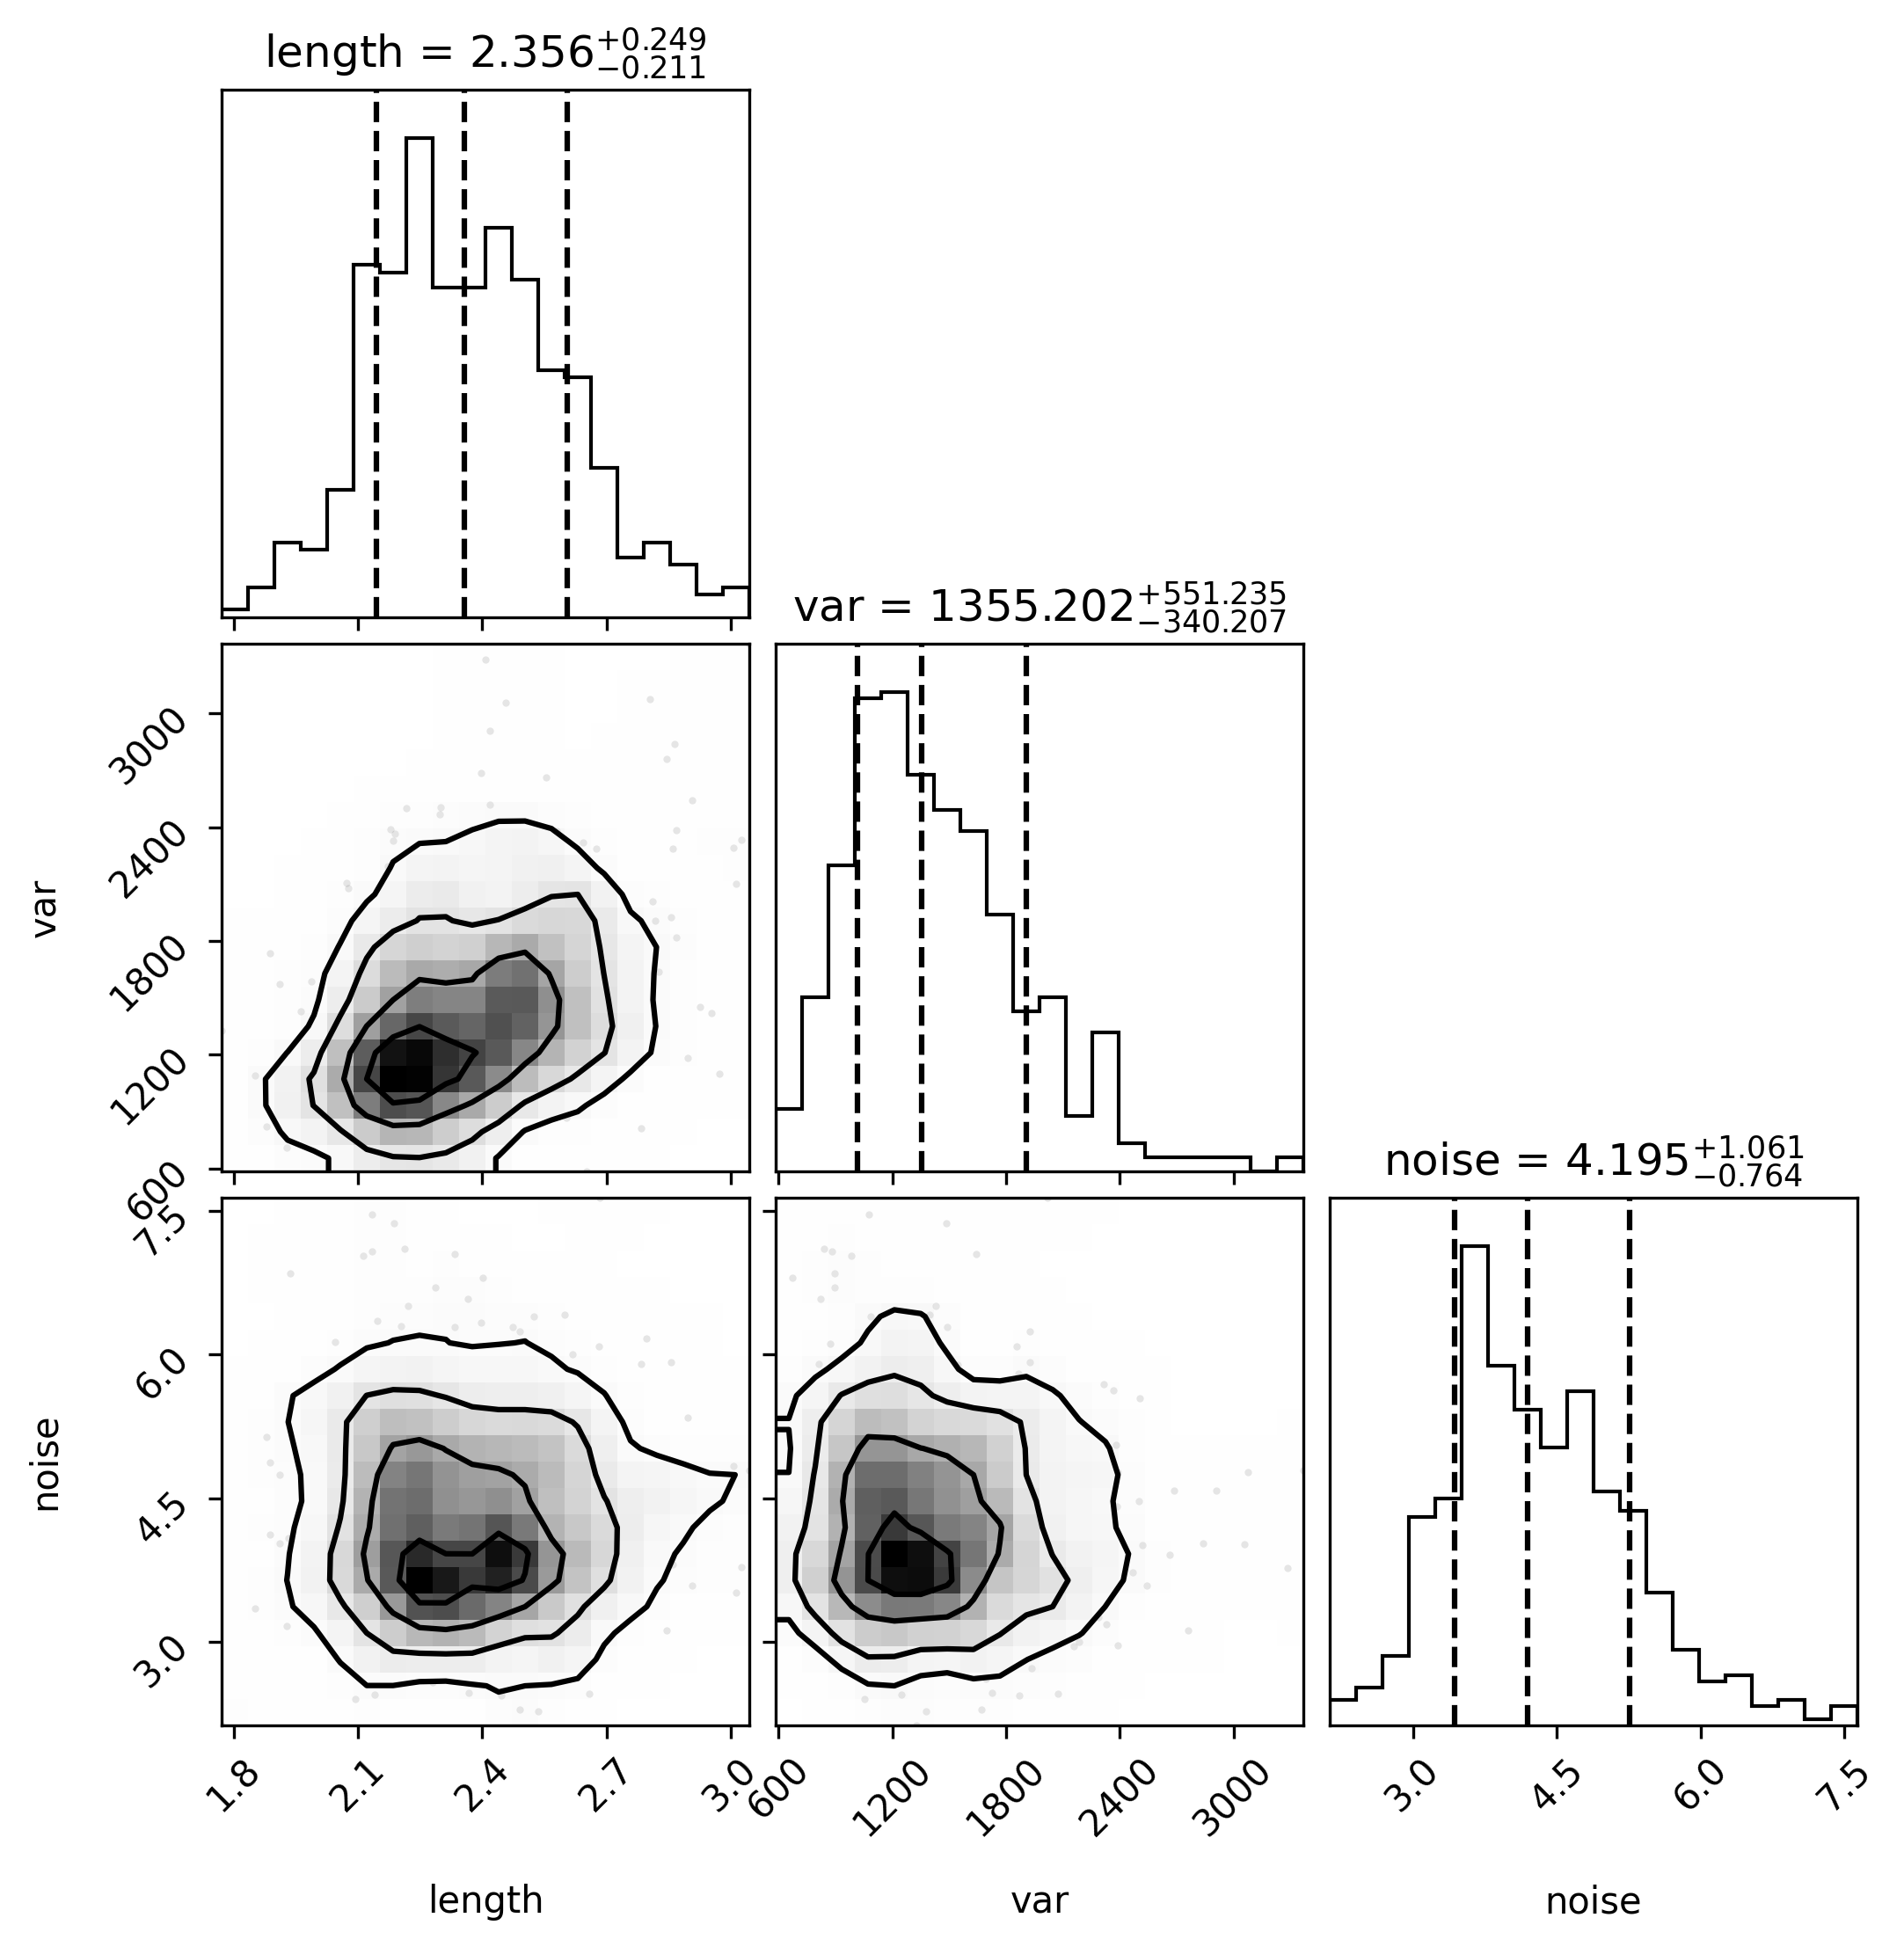 length = 2.356 +0.249 −0.211
var = 1355.202 +551.235 −340.207
3000
2400
1800
1200
600
var
noise = 4.195 +1.061 −0.764
7.5
6.0
4.5
3.0
noise
1.8 2.1 2.4 2.7 3.0 600 1200 1800 2400 3000 3.0 4.5 6.0 7.5
length var noise